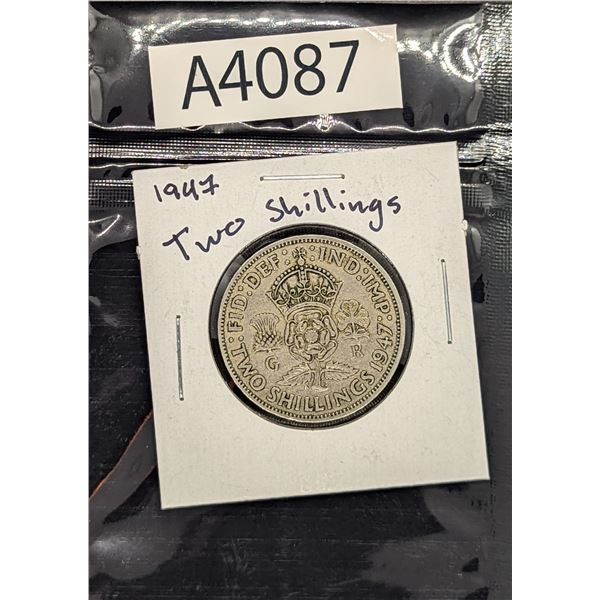 A4087
1947
Two shillings
: FID: DEF: IND: IMP: 1947 ·
G R
TWO SHILLINGS